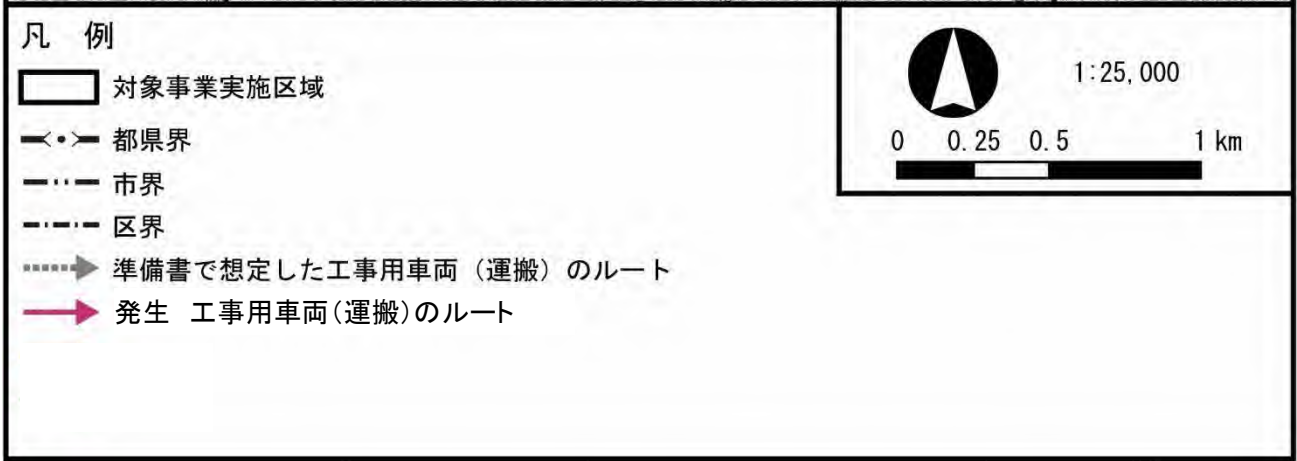 凡 例
対象事業実施区域
都県界
市界
区界
準備書で想定した工事用車両（運搬）のルート
発生 工事用車両(運搬)のルート
1:25,000
0 0.25 0.5 1 km